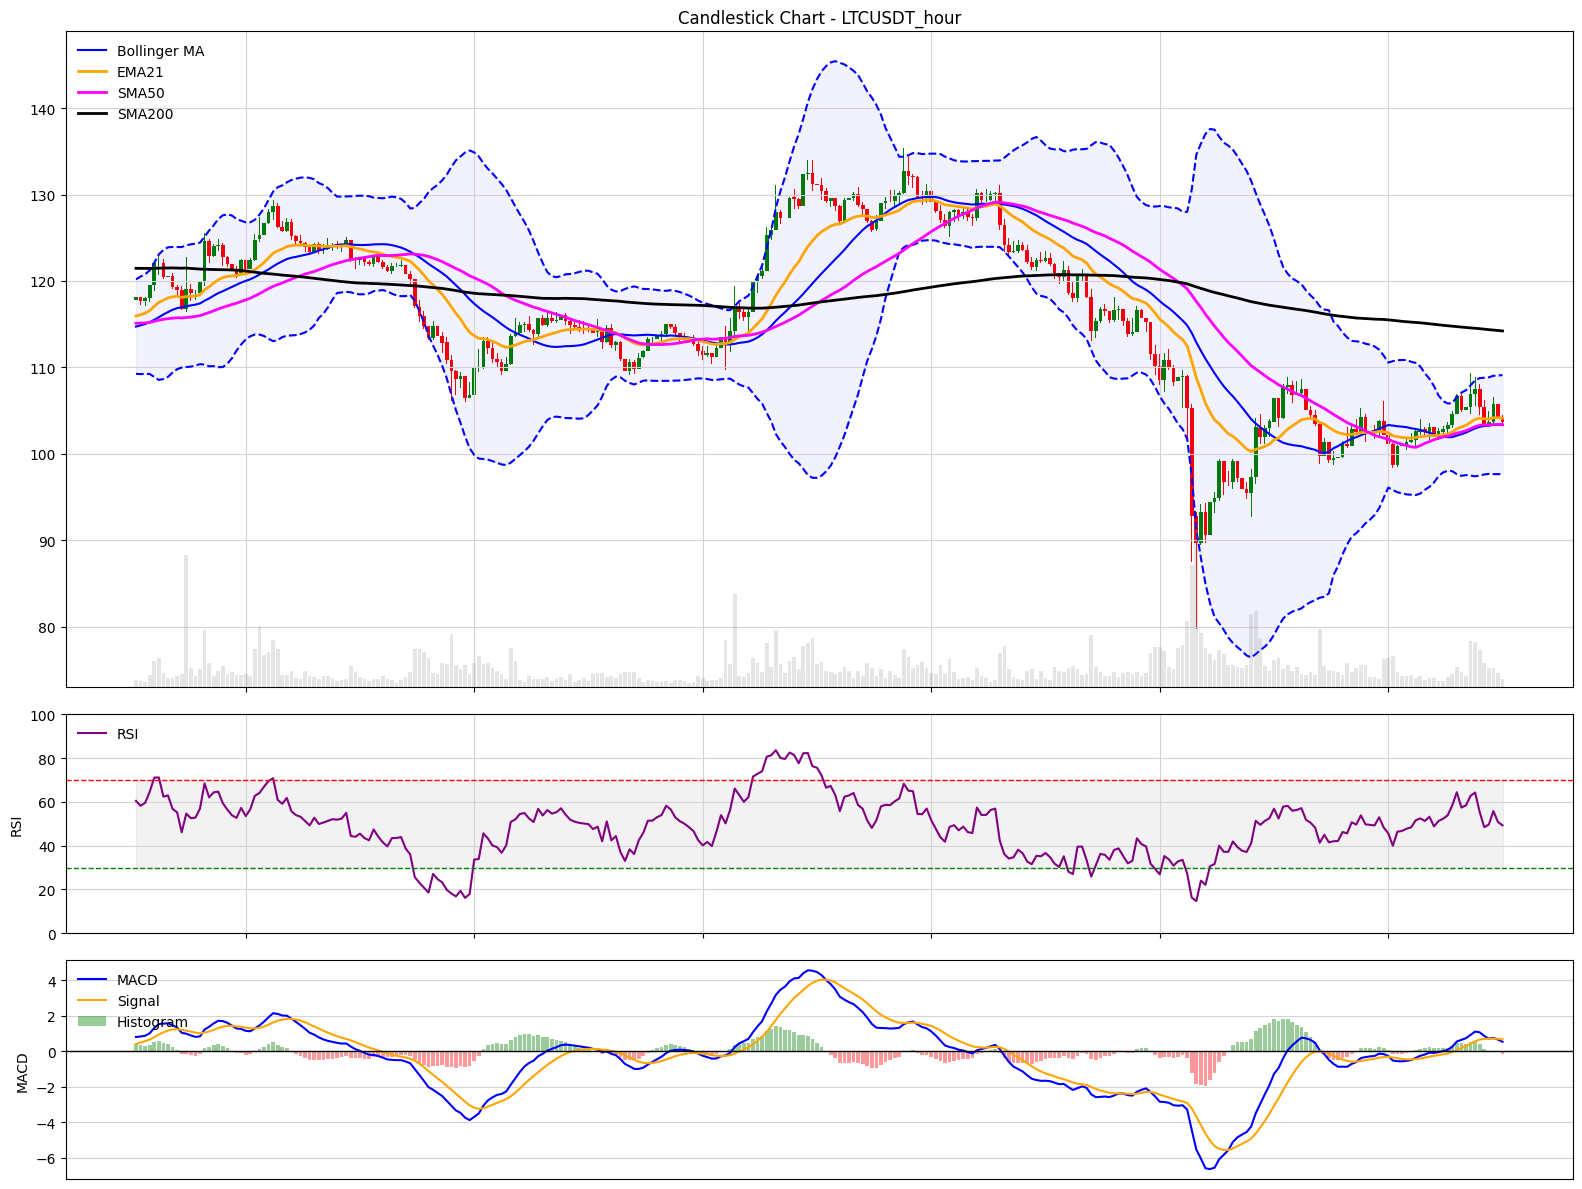 Candlestick Chart - LTCUSDT_hour
Bollinger MA
EMA21
SMA50
SMA200
140
130
120
110
100
90
80
100
80
60
40
20
0
RSI
RSI
4
2
0
−2
−4
−6
MACD
MACD
Signal
Histogram